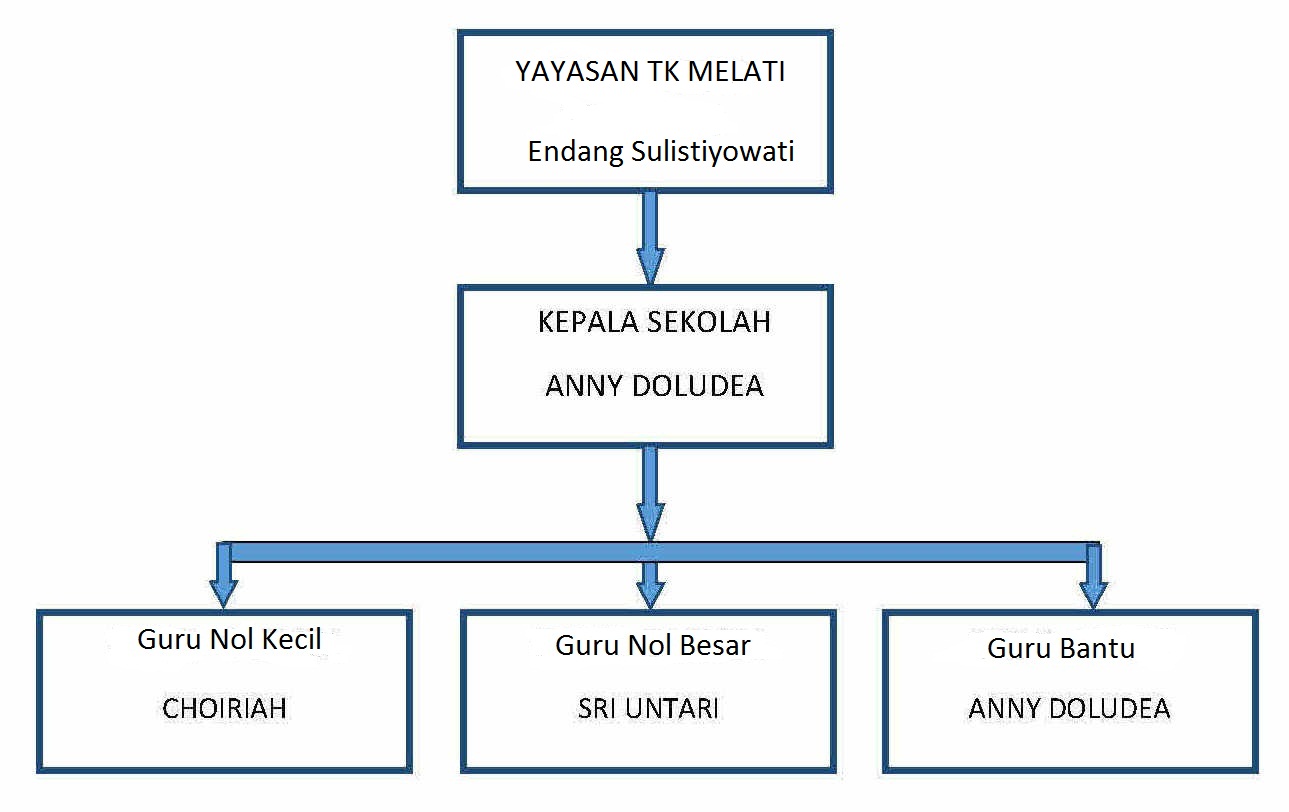 YAYASAN TK MELATI
Endang Sulistiyowati
KEPALA SEKOLAH
ANNY DOLUDEA
Guru Nol Kecil
CHOIRIAH
Guru Nol Besar
SRI UNTARI
Guru Bantu
ANNY DOLUDEA